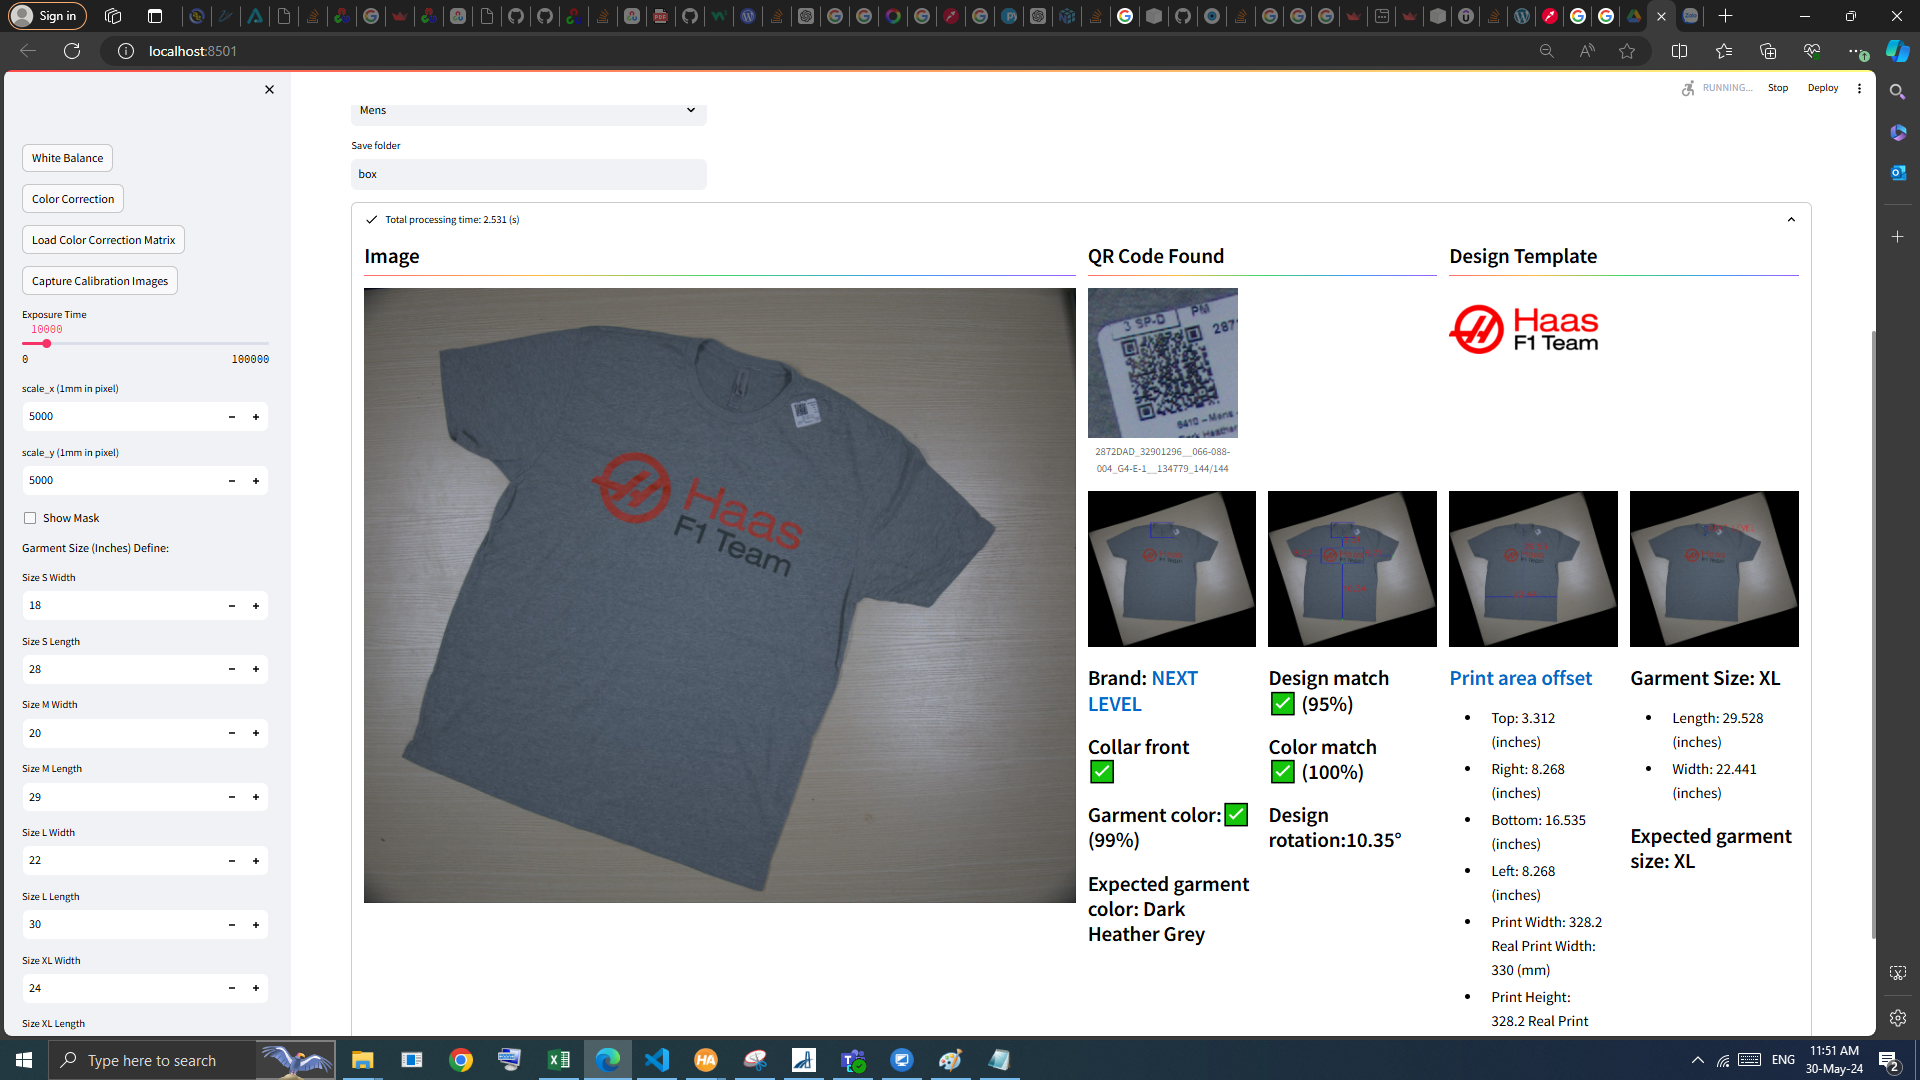 Sign in
localhost:8501
RUNNING...
Stop
Deploy
White Balance
Color Correction
Load Color Correction Matrix
Capture Calibration Images
Exposure Time
10000
0
100000
scale_x (1mm in pixel)
5000
scale_y (1mm in pixel)
5000
Show Mask
Garment Size (Inches) Define:
Size S Width
18
Size S Length
28
Size M Width
20
Size M Length
29
Size L Width
22
Size L Length
30
Size XL Width
24
Size XL Length
Mens
Save folder
box
Total processing time: 2.531 (s)
Image
Haas
F1 Team
QR Code Found
3 SP-D
PM
2872DAD_32901296__066-088-
004_G4-E-1__134779_144/144
Design Template
Haas
F1 Team
Brand: NEXT
LEVEL
Collar front
Garment color:
(99%)
Expected garment
color: Dark
Heather Grey
Design match
(95%)
Color match
(100%)
Design
rotation:10.35°
Print area offset
Top: 3.312
(inches)
Right: 8.268
(inches)
Bottom: 16.535
(inches)
Left: 8.268
(inches)
Print Width: 328.2
Real Print Width:
330 (mm)
Print Height:
328.2 Real Print
Garment Size: XL
Length: 29.528
(inches)
Width: 22.441
(inches)
Expected garment
size: XL
Type here to search
ENG
11:51 AM
30-May-24
2